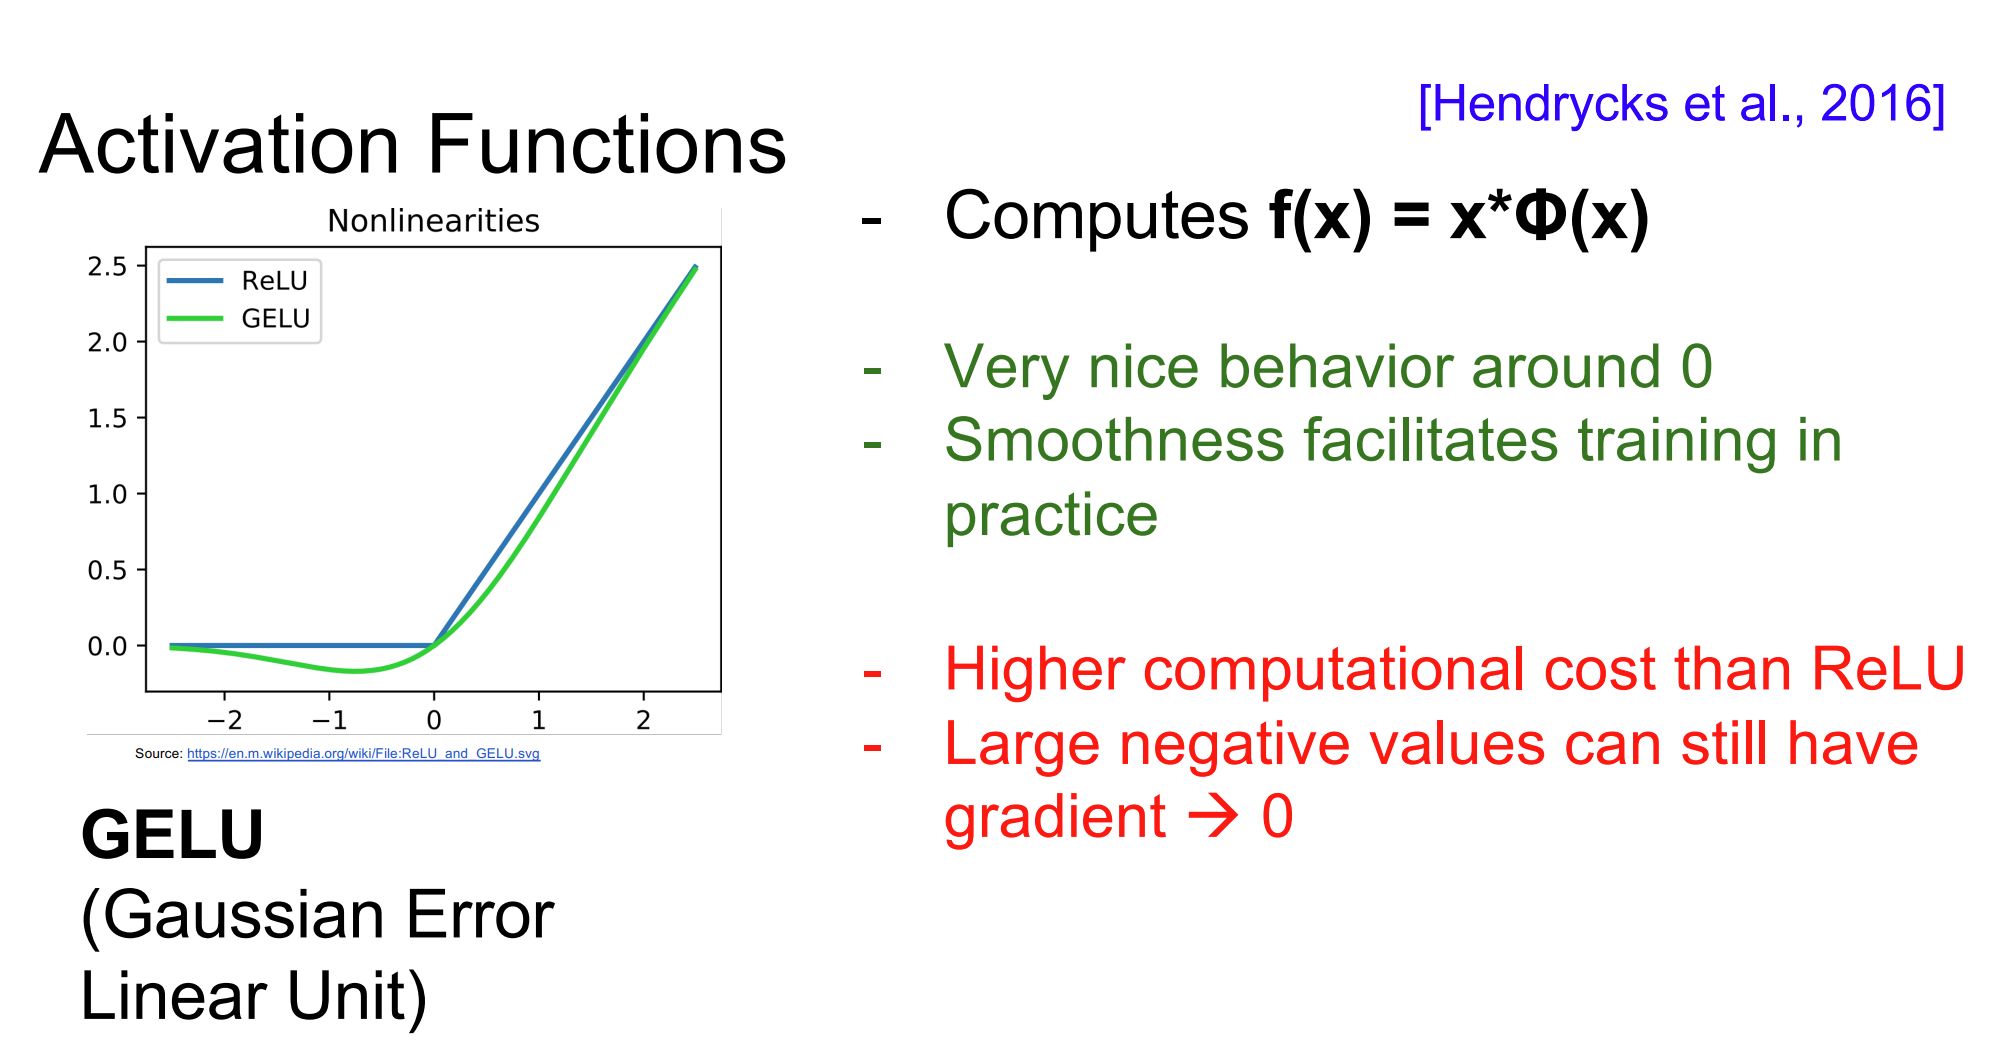 [Hendrycks et al., 2016]
Activation Functions
Nonlinearities
2.5
2.0
1.5
1.0
0.5
0.0
ReLU
GELU
−2 −1 0 1 2
Source: https://en.m.wikipedia.org/wiki/File:ReLU_and_GELU.svg
GELU
(Gaussian Error
Linear Unit)
- Computes f(x) = x*Φ(x)
- Very nice behavior around 0
- Smoothness facilitates training in
practice
- Higher computational cost than ReLU
- Large negative values can still have
gradient → 0